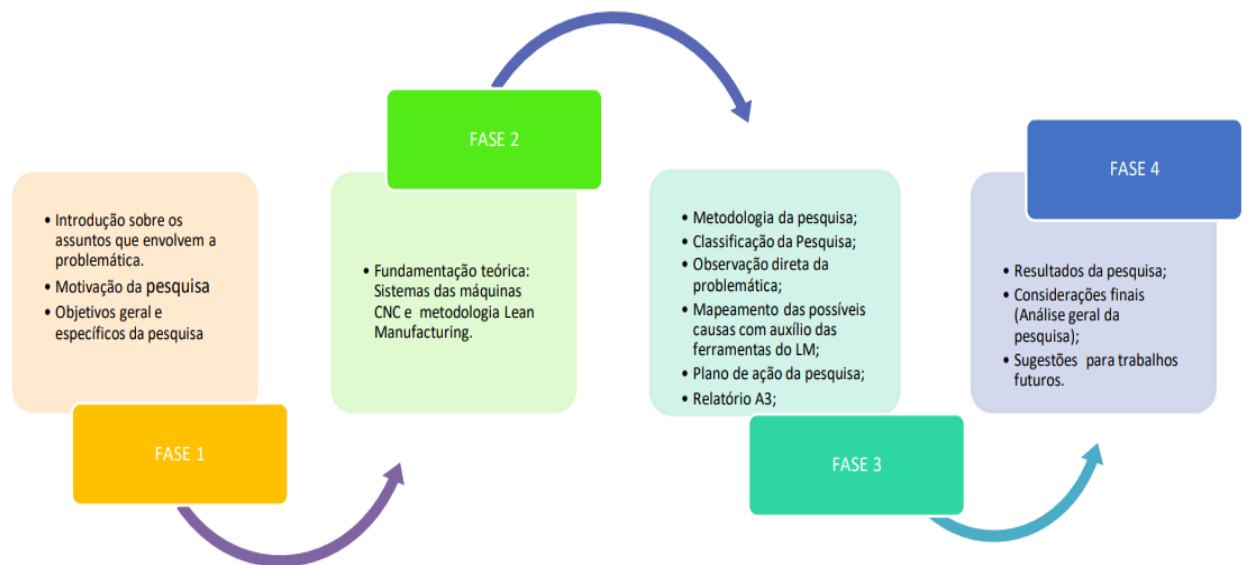 • Introdução sobre os
assuntos que envolvem a
problemática.
• Motivação da pesquisa
• Objetivos geral e
específicos da pesquisa
FASE 1
FASE 2
• Fundamentação teórica:
Sistemas das máquinas
CNC e metodologia Lean
Manufacturing.
• Metodologia da pesquisa;
• Classificação da Pesquisa;
• Observação direta da
problemática;
• Mapeamento das possíveis
causas com auxílio das
ferramentas do LM;
• Plano de ação da pesquisa;
• Relatório A3;
FASE 3
FASE 4
• Resultados da pesquisa;
• Considerações finais
(Análise geral da
pesquisa);
• Sugestões para trabalhos
futuros.